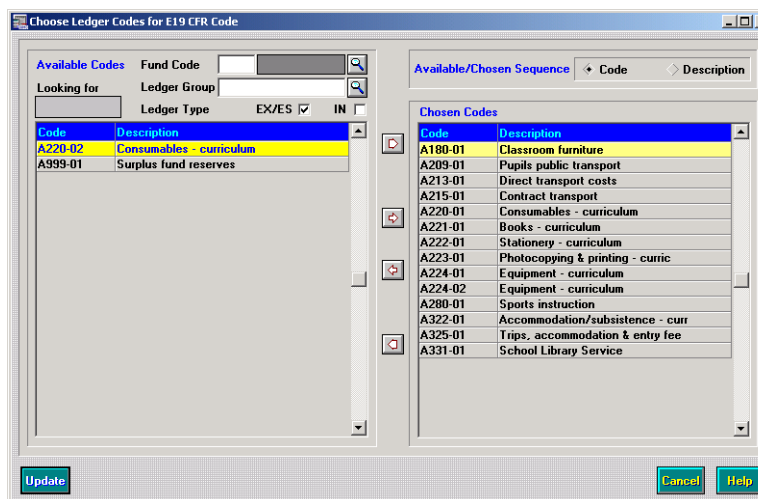 Choose Ledger Codes for E19 CFR Code
Available Codes Fund Code
Looking for Ledger Group
Ledger Type EX/ES IN
Code Description
A220-02 Consumables - curriculum
A999-01 Surplus fund reserves
Available/Chosen Sequence Code Description
Chosen Codes
Code Description
A180-01 Classroom furniture
A209-01 Pupils public transport
A213-01 Direct transport costs
A215-01 Contract transport
A220-01 Consumables - curriculum
A221-01 Books - curriculum
A222-01 Stationery - curriculum
A223-01 Photocopying & printing - curric
A224-01 Equipment - curriculum
A224-02 Equipment - curriculum
A280-01 Sports instruction
A322-01 Accommodation/subsistence - curr
A325-01 Trips, accommodation & entry fee
A331-01 School Library Service
Update Cancel Help